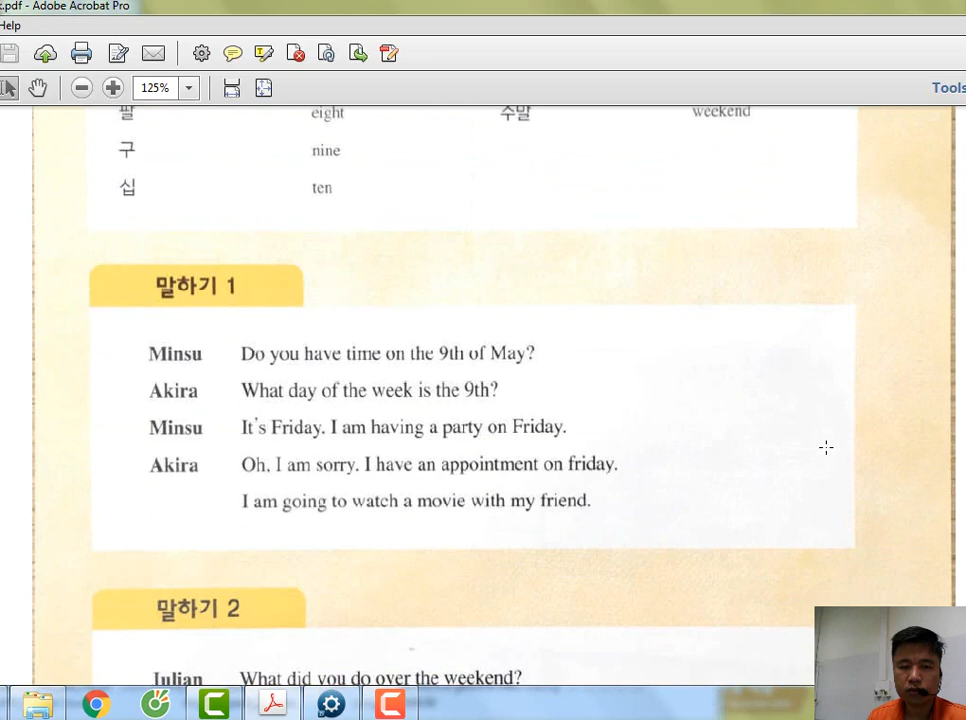 k.pdf - Adobe Acrobat Pro
Help
125%
Tools
팔 eight 주말 weekend
구 nine
십 ten
말하기 1
Minsu Do you have time on the 9th of May?
Akira What day of the week is the 9th?
Minsu It's Friday. I am having a party on Friday.
Akira Oh, I am sorry. I have an appointment on friday.
I am going to watch a movie with my friend.
말하기 2
Julian What did you do over the weekend?